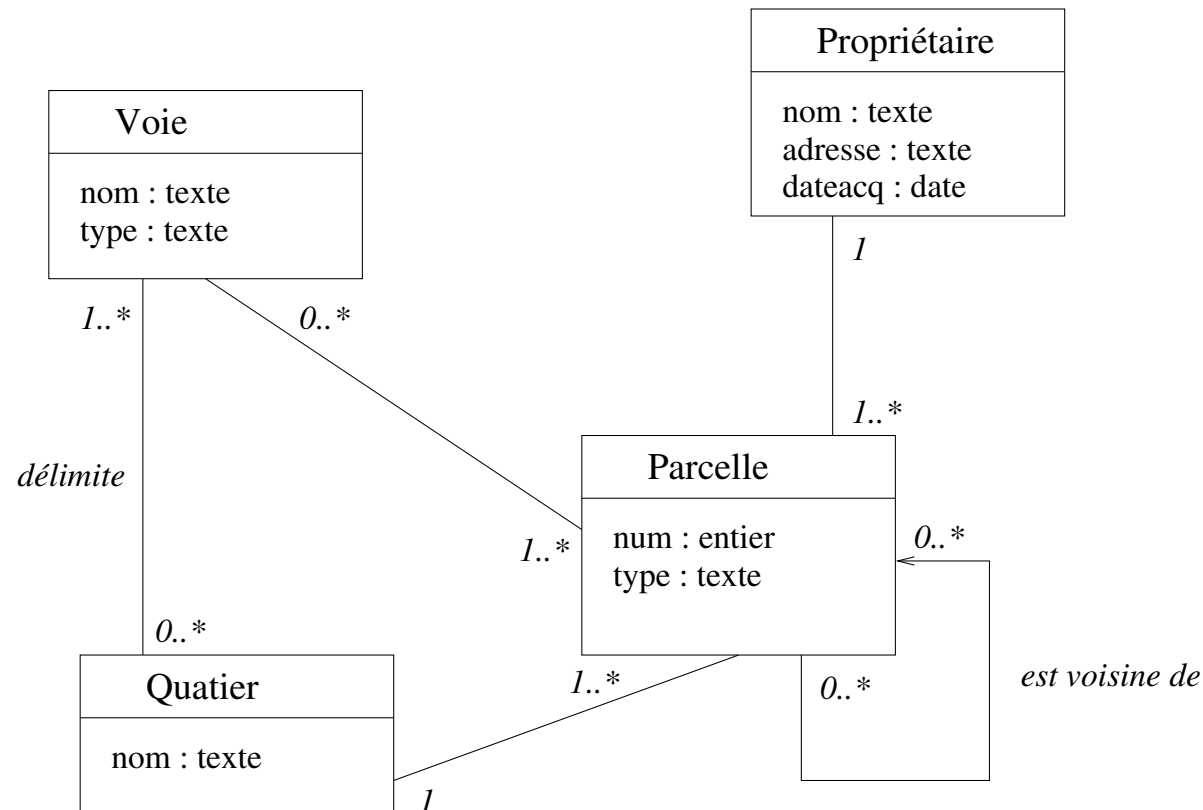 Propriétaire
nom : texte
adresse : texte
dateacq : date
Voie
nom : texte
type : texte
1
1..*
0..*
1..*
délimite
Parcelle
num : entier
type : texte
1..*
0..*
0..*
1..*
0..*
est voisine de
Quatier
nom : texte
1